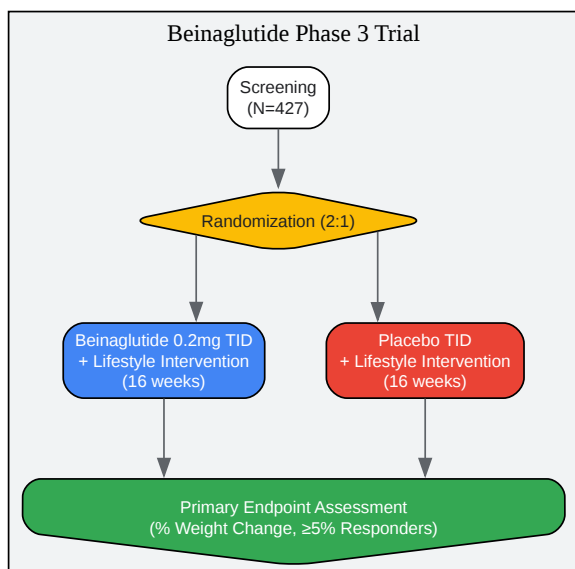 Beinaglutide Phase 3 Trial
Screening
(N=427)
Randomization (2:1)
Beinaglutide 0.2mg TID
+ Lifestyle Intervention
(16 weeks)
Placebo TID
+ Lifestyle Intervention
(16 weeks)
Primary Endpoint Assessment
(% Weight Change, ≥5% Responders)